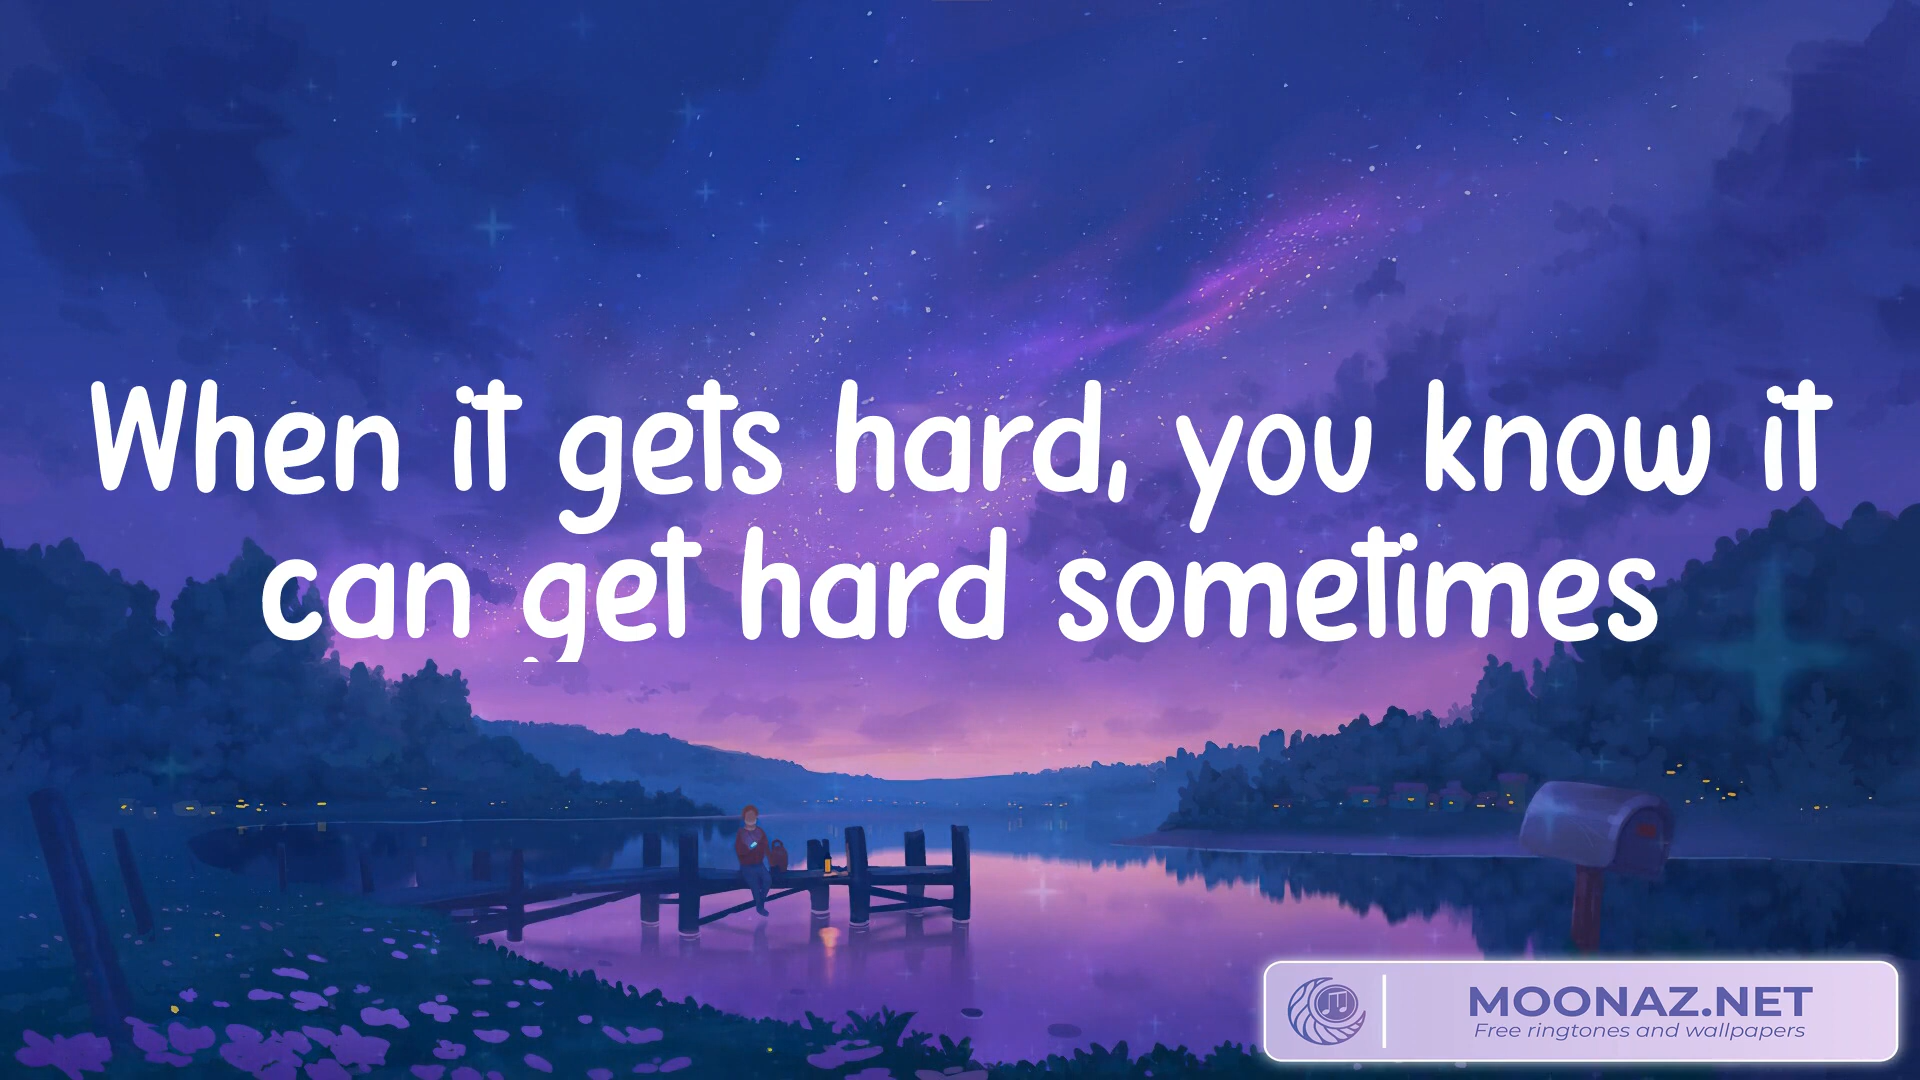 When it gets hard, you know it
can get hard sometimes
MOONAZ.NET
Free ringtones and wallpapers